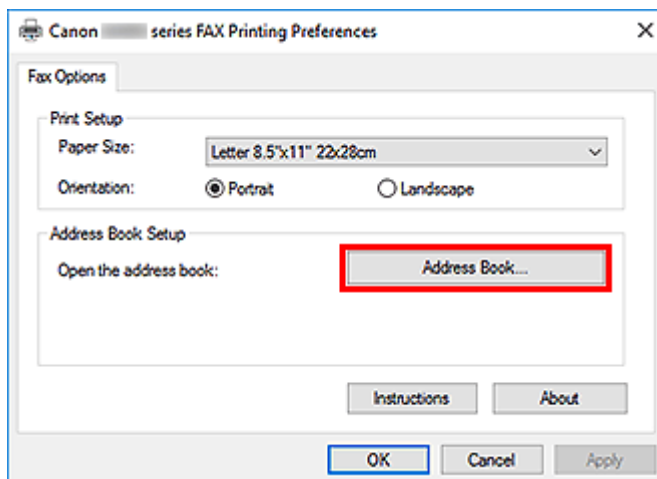 Canon series FAX Printing Preferences
Fax Options
Print Setup
Paper Size: Letter 8.5"x11" 22x28cm
Orientation: Portrait Landscape
Address Book Setup
Open the address book: Address Book...
Instructions About
OK Cancel Apply